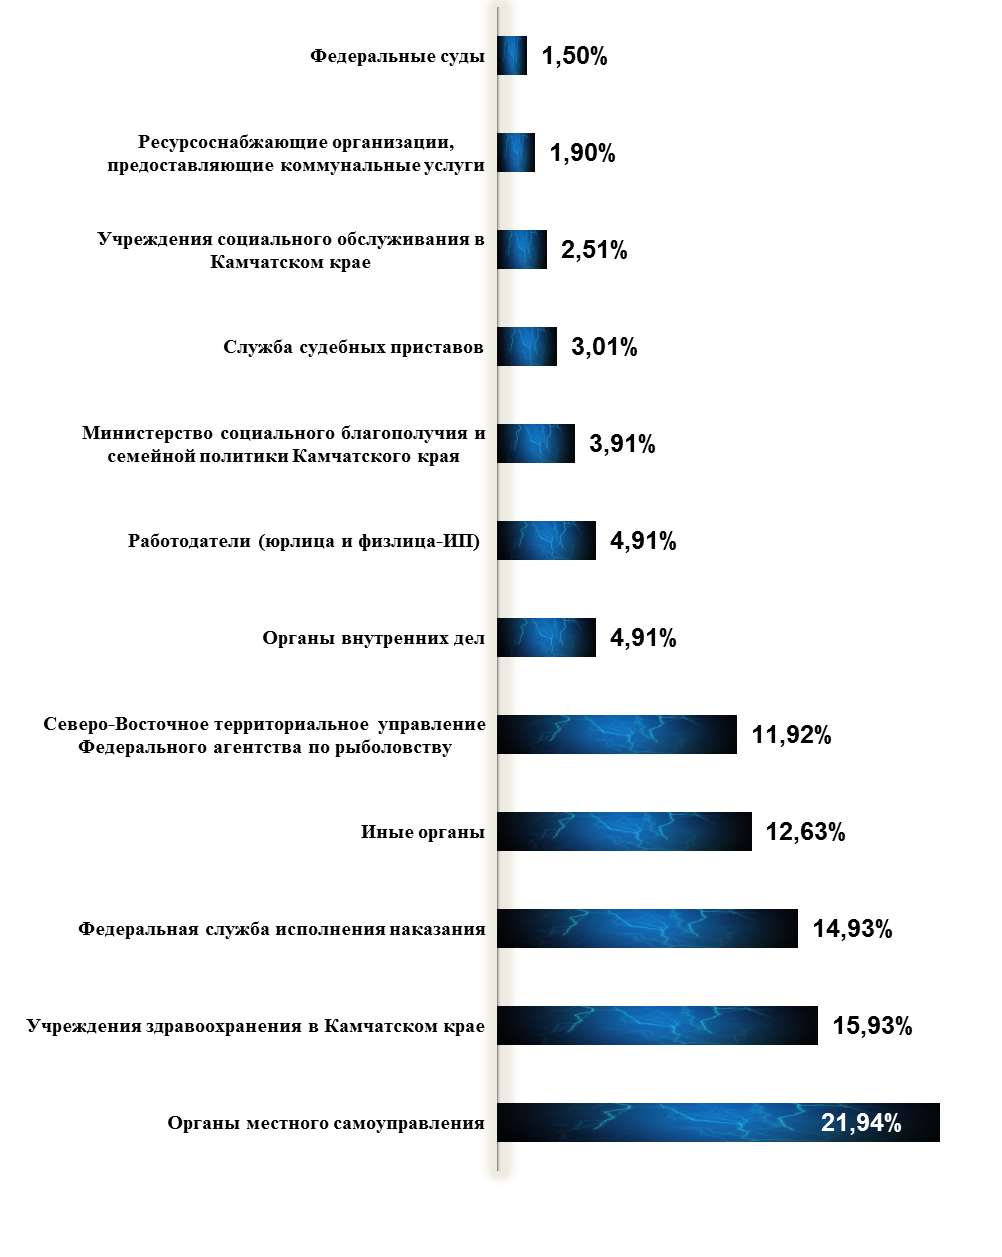 Федеральные суды
1,50%
Ресурсоснабжающие организации,
предоставляющие коммунальные услуги
1,90%
Учреждения социального обслуживания в
Камчатском крае
2,51%
Служба судебных приставов
3,01%
Министерство социального благополучия и
семейной политики Камчатского края
3,91%
Работодатели (юрлица и физлица-ИП)
4,91%
Органы внутренних дел
4,91%
Северо-Восточное территориальное управление
Федерального агентства по рыболовству
11,92%
Иные органы
12,63%
Федеральная служба исполнения наказания
14,93%
Учреждения здравоохранения в Камчатском крае
15,93%
Органы местного самоуправления
21,94%